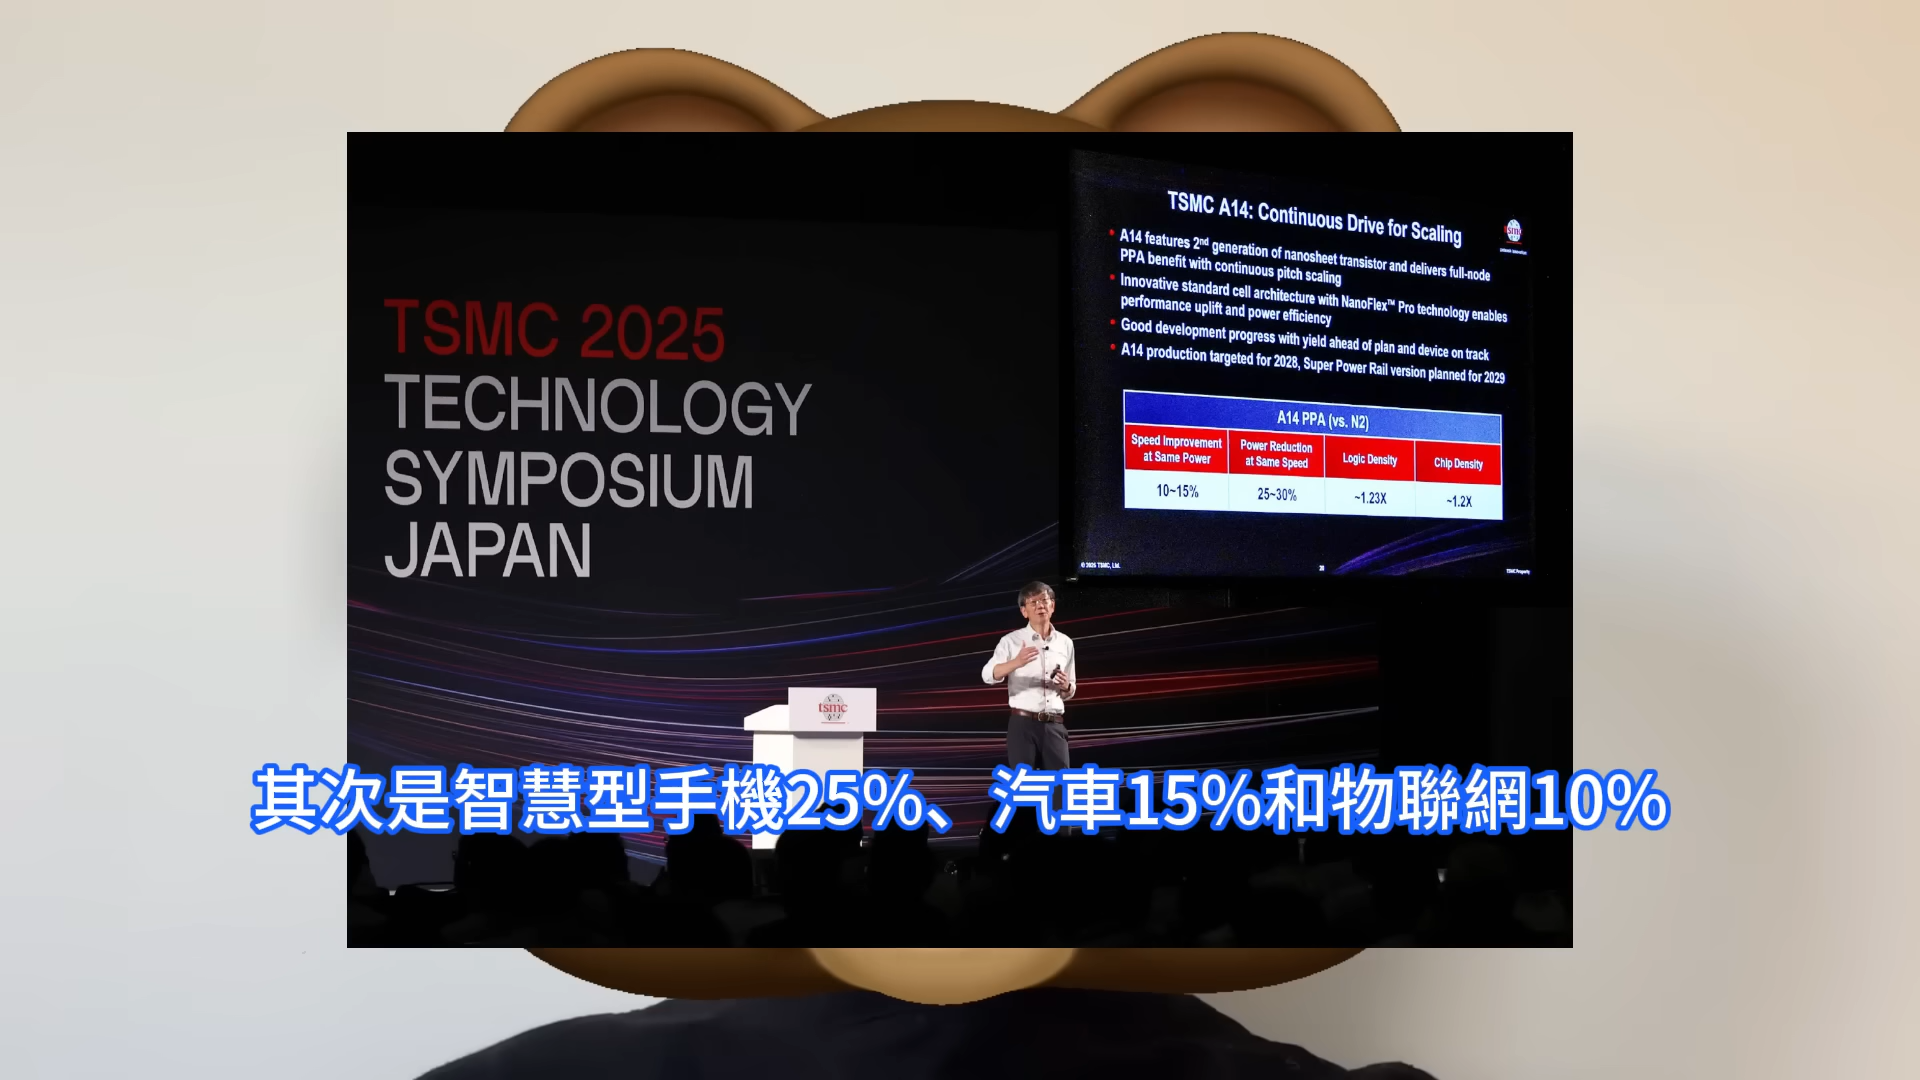 TSMC 2025
TECHNOLOGY
SYMPOSIUM
JAPAN
TSMC A14: Continuous Drive for Scaling
tsmc
• A14 features 2nd generation of nanosheet transistor and delivers full-node
PPA benefit with continuous pitch scaling
• Innovative standard cell architecture with NanoFlex™ Pro technology enables
performance uplift and power efficiency
• Good development progress with yield ahead of plan and device on track
• A14 production targeted for 2028, Super Power Rail version planned for 2029
A14 PPA (vs. N2)
Speed Improvement
at Same Power
Power Reduction
at Same Speed
Logic Density
Chip Density
10~15%
25~30%
~1.23X
~1.2X
TSMC Property
tsmc
其次是智慧型手機25%、汽車15%和物聯網10%